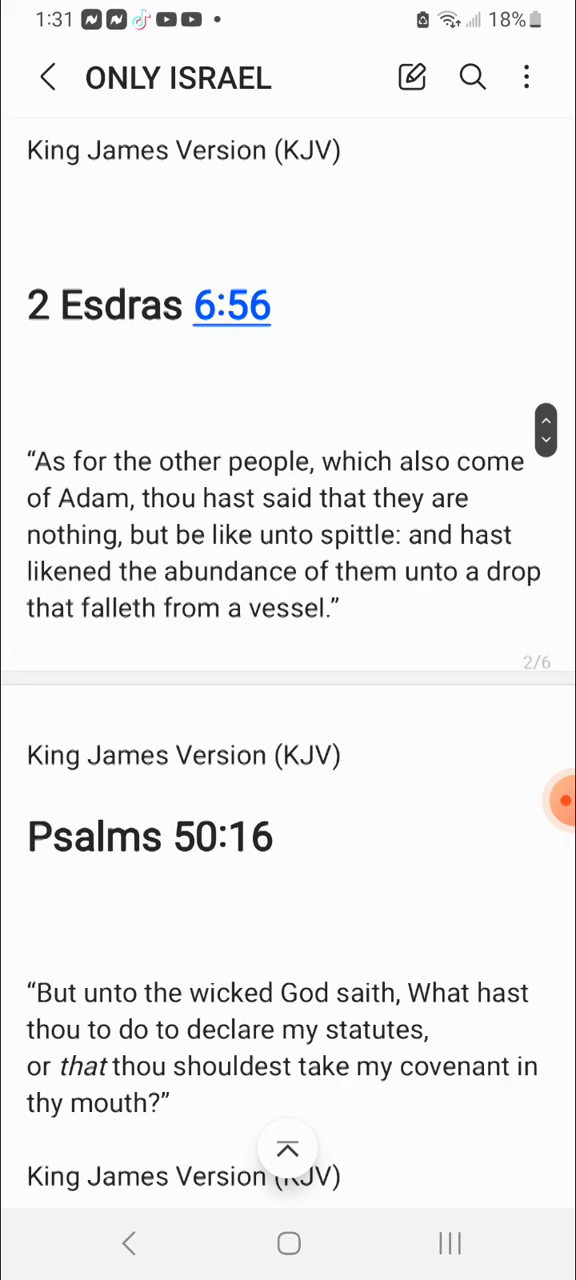 1:31
18%
ONLY ISRAEL
King James Version (KJV)
2 Esdras 6:56
“As for the other people, which also come
of Adam, thou hast said that they are
nothing, but be like unto spittle: and hast
likened the abundance of them unto a drop
that falleth from a vessel.”
2/6
King James Version (KJV)
Psalms 50:16
“But unto the wicked God saith, What hast
thou to do to declare my statutes,
or that thou shouldest take my covenant in
thy mouth?”
King James Version (KJV)